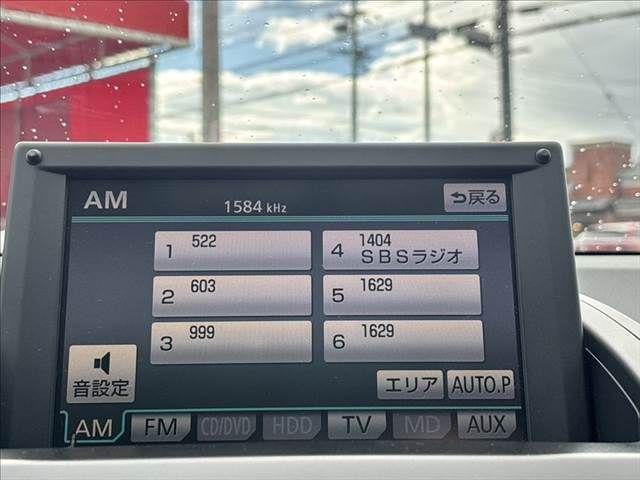 AM
1584 kHz
戻る
1 522
4 1404
SBSラジオ
2 603
5 1629
3 999
6 1629
音設定
エリア
AUTO.P
AM
FM
CD/DVD
HDD
TV
MD
AUX